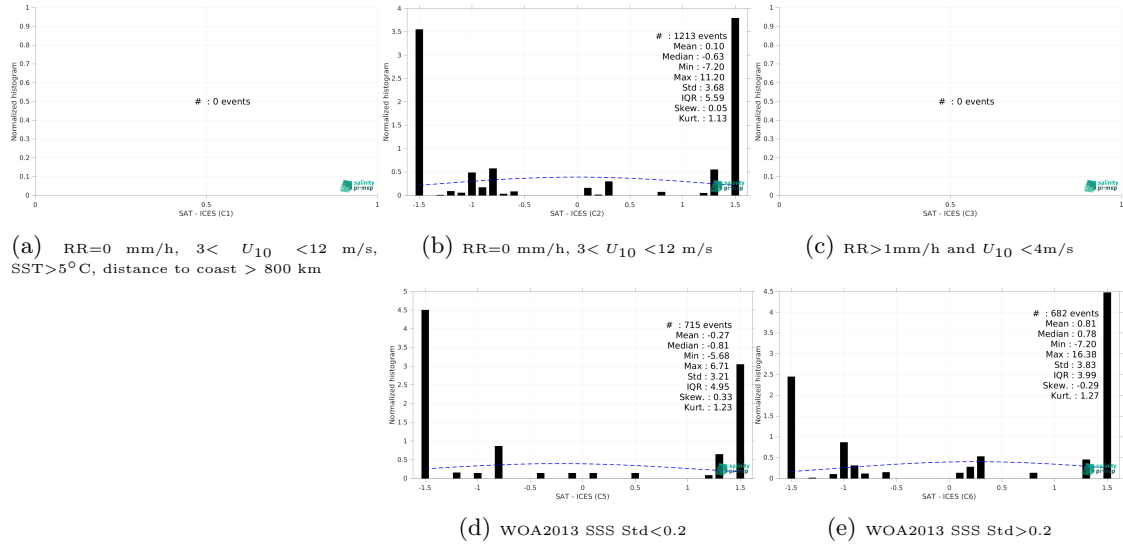 1
0.9
0.8
0.7
0.6
0.5
0.4
0.3
0.2
0.1
0
Normalized histogram
# : 0 events
salinity
pi-mep
0 0.5 1
SAT - ICES (C1)
(a) RR=0 mm/h, 3< U10 <12 m/s,
SST>5°C, distance to coast > 800 km
4
3.5
3
2.5
2
1.5
1
0.5
0
Normalized histogram
# : 1213 events
Mean : 0.10
Median : -0.63
Min : -7.20
Max : 11.20
Std : 3.68
IQR : 5.59
Skew. : 0.05
Kurt. : 1.13
salinity
pi-mep
-1.5 -1 -0.5 0 0.5 1 1.5
SAT - ICES (C2)
(b) RR=0 mm/h, 3< U10 <12 m/s
1
0.9
0.8
0.7
0.6
0.5
0.4
0.3
0.2
0.1
0
Normalized histogram
# : 0 events
salinity
pi-mep
0 0.5 1
SAT - ICES (C3)
(c) RR>1mm/h and U10 <4m/s
5
4.5
4
3.5
3
2.5
2
1.5
1
0.5
0
Normalized histogram
# : 715 events
Mean : -0.27
Median : -0.81
Min : -5.68
Max : 6.71
Std : 3.21
IQR : 4.95
Skew. : 0.33
Kurt. : 1.23
salinity
pi-mep
-1.5 -1 -0.5 0 0.5 1 1.5
SAT - ICES (C5)
(d) WOA2013 SSS Std<0.2
4.5
4
3.5
3
2.5
2
1.5
1
0.5
0
Normalized histogram
# : 682 events
Mean : 0.81
Median : 0.78
Min : -7.20
Max : 16.38
Std : 3.83
IQR : 3.99
Skew. : -0.29
Kurt. : 1.27
salinity
pi-mep
-1.5 -1 -0.5 0 0.5 1 1.5
SAT - ICES (C6)
(e) WOA2013 SSS Std>0.2